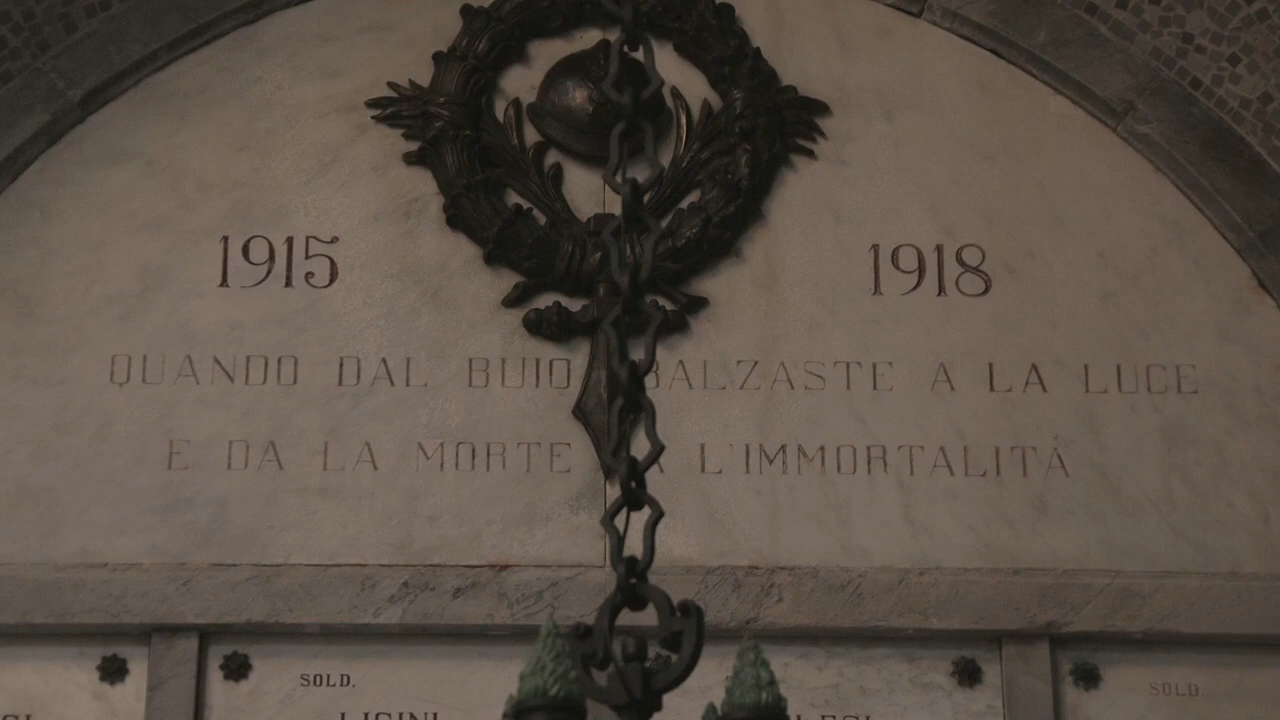 1915 1918
QUANDO DAL BUIO BALZASTE A LA LUCE
E DA LA MORTE A L'IMMORTALITÀ
SOLD. SOLD.